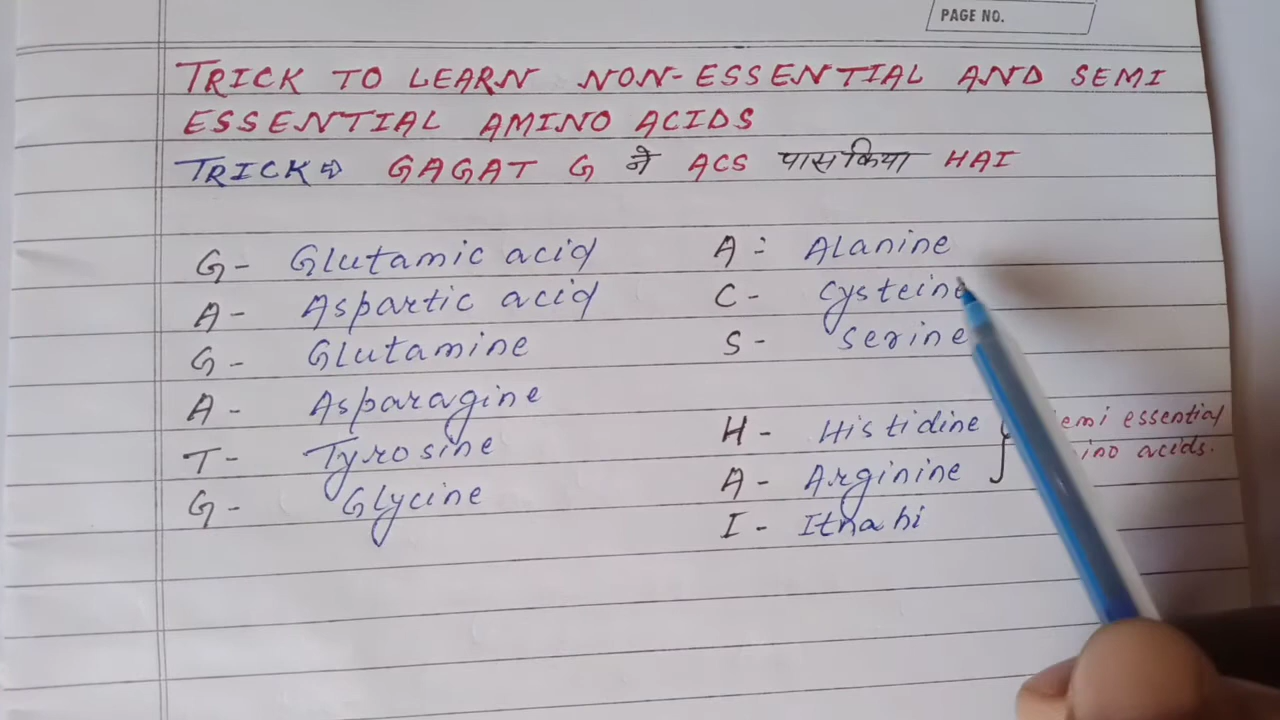 PAGE NO.
TRICK TO LEARN NON-ESSENTIAL AND SEMI
ESSENTIAL AMINO ACIDS
TRICK ⇨ GAGAT G ने ACS पास किया HAI
G- Glutamic acid
A- Aspartic acid
G- Glutamine
A- Asparagine
T- Tyrosine
G- Glycine
A: Alanine
C- Cysteine
S- Serine
H- Histidine
A- Arginine
I- Itna hi
emi essential
ino acids.